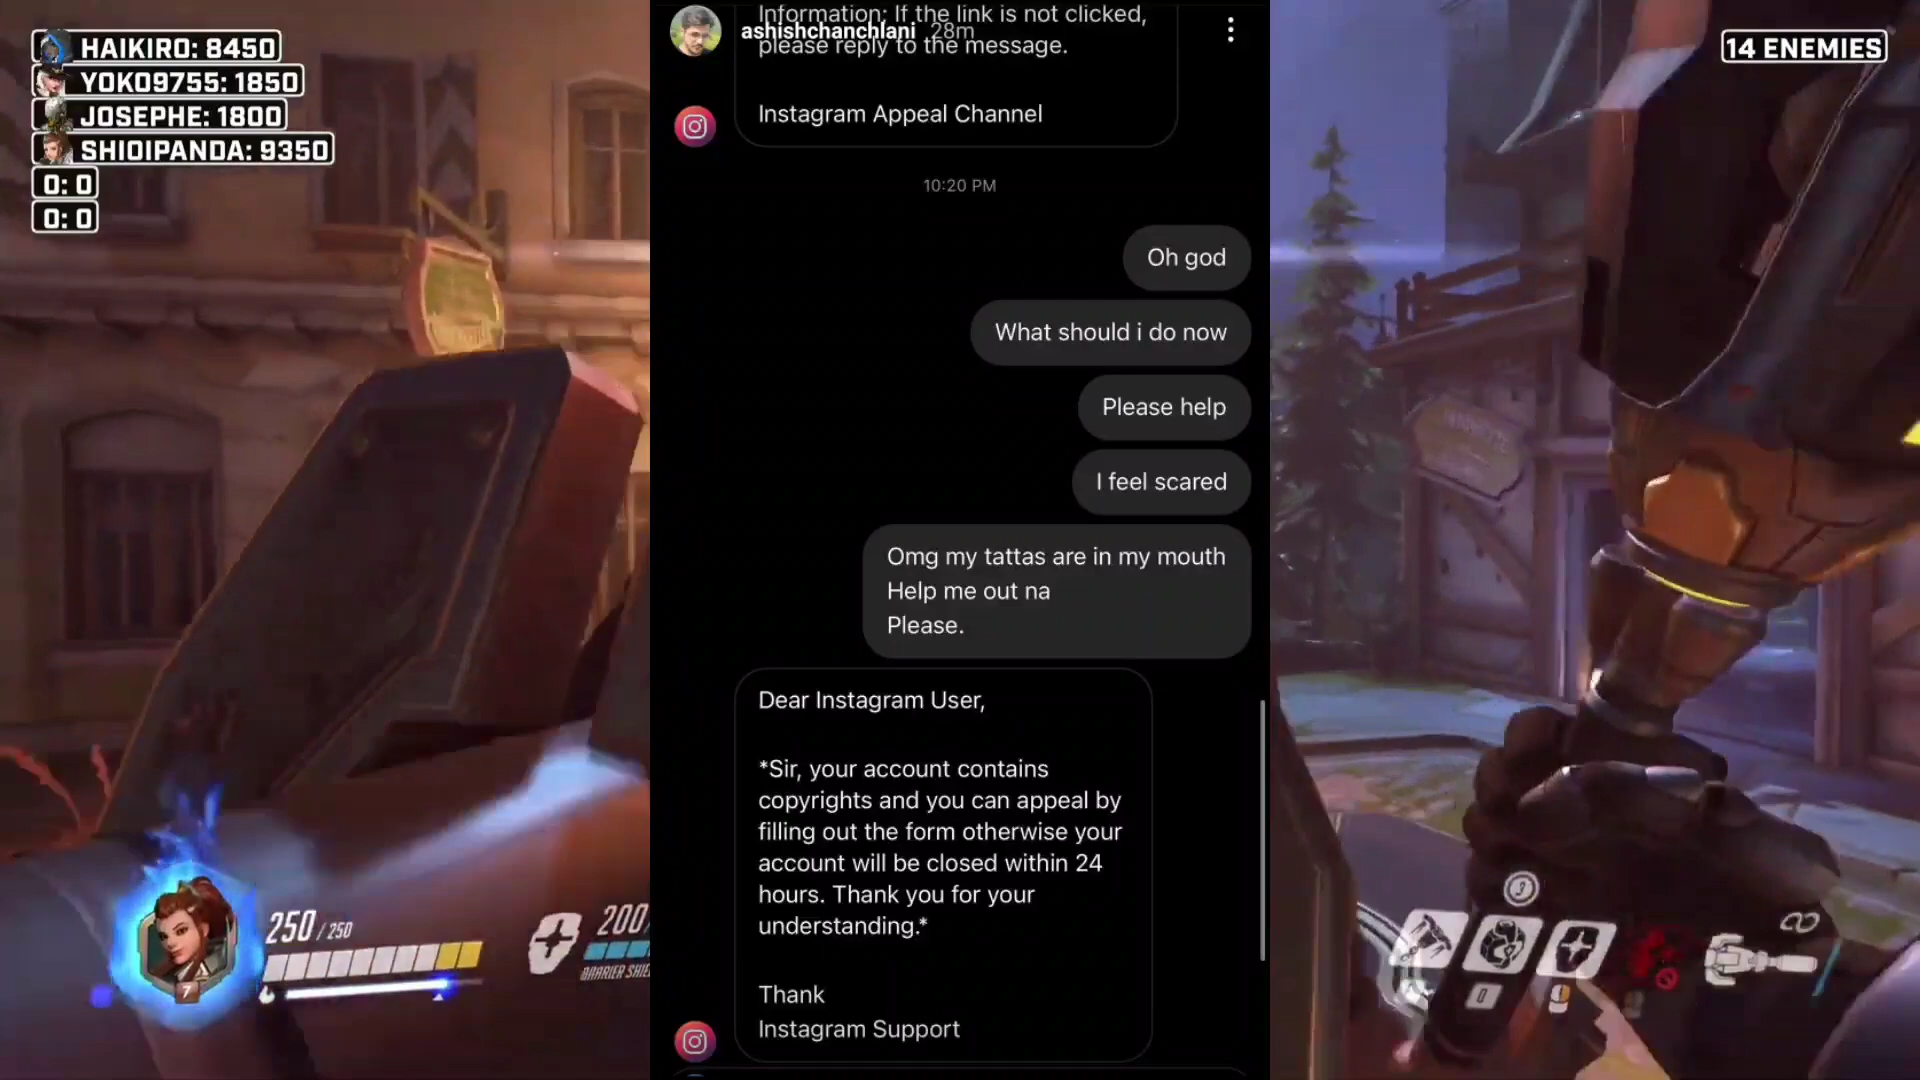 HAIKIRO: 8450
YOKO9755: 1850
JOSEPHE: 1800
SHIOIPANDA: 9350
0: 0
0: 0
14 ENEMIES
Information: If the link is not clicked,
ashishchanchlani 28m
please reply to the message.
Instagram Appeal Channel
10:20 PM
Oh god
What should i do now
Please help
I feel scared
Omg my tattas are in my mouth
Help me out na
Please.
Dear Instagram User,
*Sir, your account contains
copyrights and you can appeal by
filling out the form otherwise your
account will be closed within 24
hours. Thank you for your
understanding.*
Thank
Instagram Support
250 / 250
7
200
BARRIER SHIE